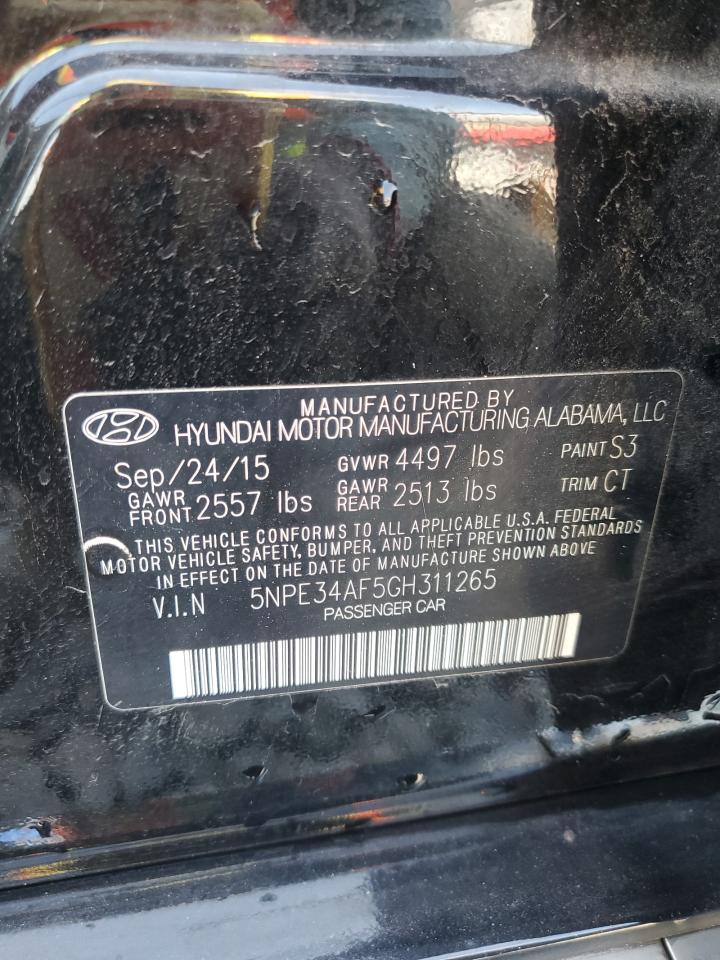 MANUFACTURED BY
HYUNDAI MOTOR MANUFACTURING ALABAMA, LLC
Sep/24/15 GVWR 4497 lbs PAINT S3
GAWR FRONT 2557 lbs GAWR REAR 2513 lbs TRIM CT
THIS VEHICLE CONFORMS TO ALL APPLICABLE U.S.A. FEDERAL
MOTOR VEHICLE SAFETY, BUMPER, AND THEFT PREVENTION STANDARDS
IN EFFECT ON THE DATE OF MANUFACTURE SHOWN ABOVE
V.I.N 5NPE34AF5GH311265
PASSENGER CAR